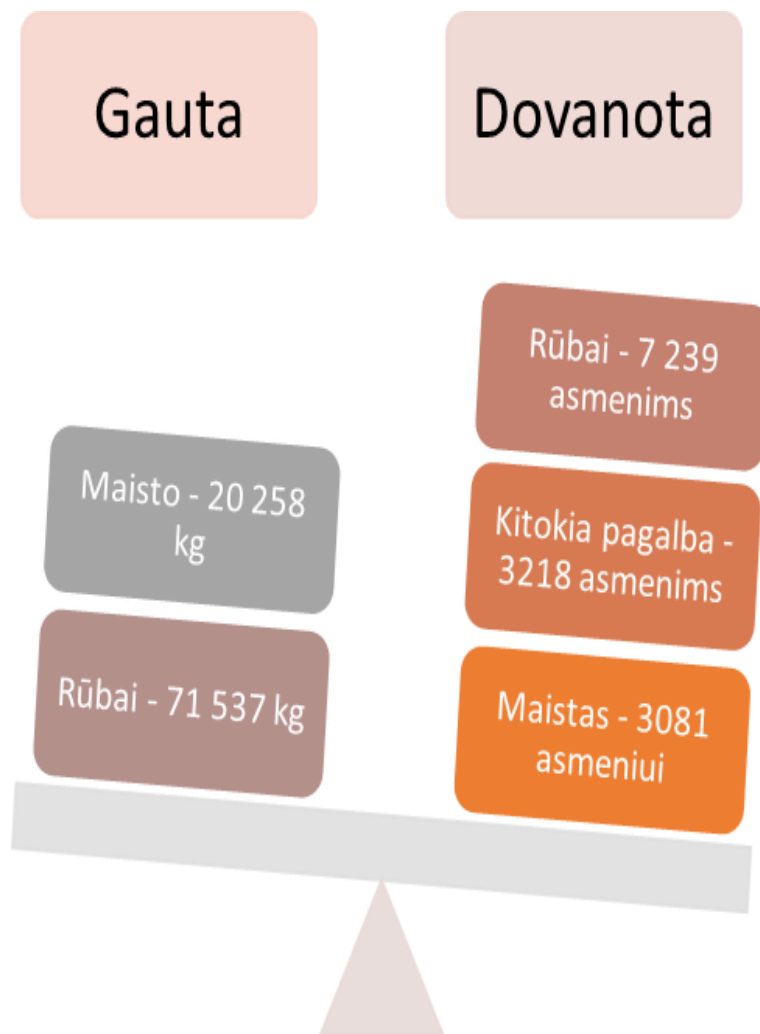 Gauta
Dovanota
Maisto - 20 258
kg
Rūbai - 71 537 kg
Rūbai - 7 239
asmenims
Kitokia pagalba -
3218 asmenims
Maistas - 3081
asmeniui